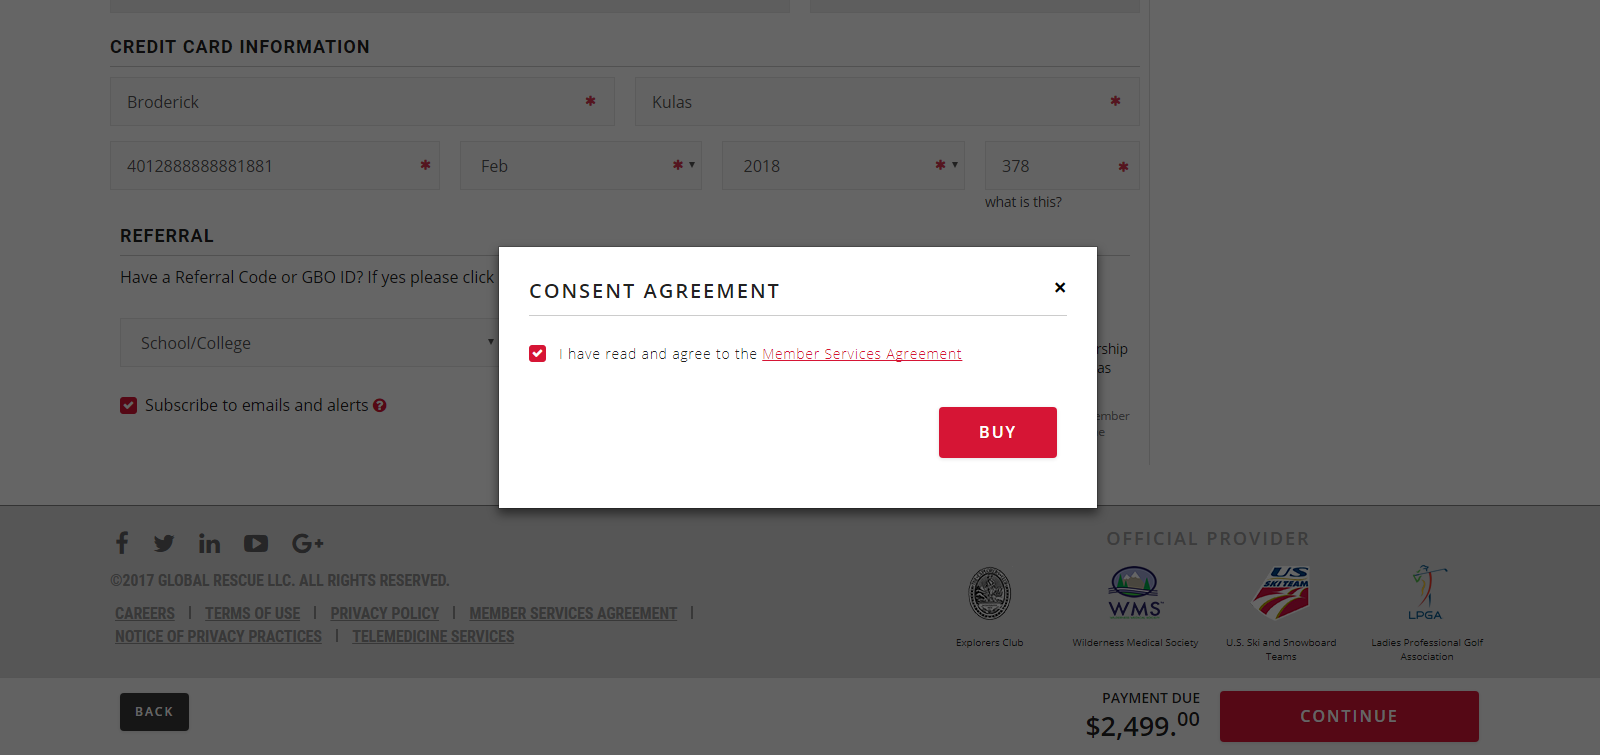 CREDIT CARD INFORMATION
Broderick * Kulas *
4012888888881881 * Feb * 2018 * 378 *
what is this?
REFERRAL
Have a Referral Code or GBO ID? If yes please click
CONSENT AGREEMENT ×
I have read and agree to the Member Services Agreement
School/College
rship
as
Subscribe to emails and alerts ?
ember
e
BUY
OFFICIAL PROVIDER
©2017 GLOBAL RESCUE LLC. ALL RIGHTS RESERVED.
CAREERS | TERMS OF USE | PRIVACY POLICY | MEMBER SERVICES AGREEMENT |
NOTICE OF PRIVACY PRACTICES | TELEMEDICINE SERVICES
WMS
US
SKI TEAM
LPGA
Explorers Club
Wilderness Medical Society
U.S. Ski and Snowboard
Teams
Ladies Professional Golf
Association
BACK
PAYMENT DUE
$2,499.00
CONTINUE